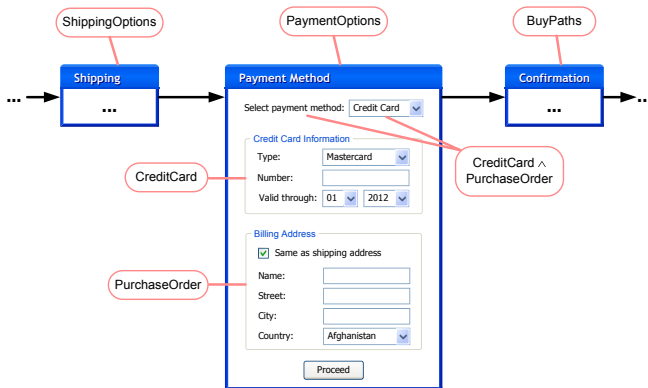 ShippingOptions
PaymentOptions
BuyPaths
Shipping
Payment Method
Confirmation
...
...
...
..
Select payment method: Credit Card
Credit Card Information
Type: Mastercard
Number:
Valid through: 01 2012
CreditCard
CreditCard ∧
PurchaseOrder
Billing Address
Same as shipping address
Name:
Street:
City:
Country: Afghanistan
PurchaseOrder
Proceed